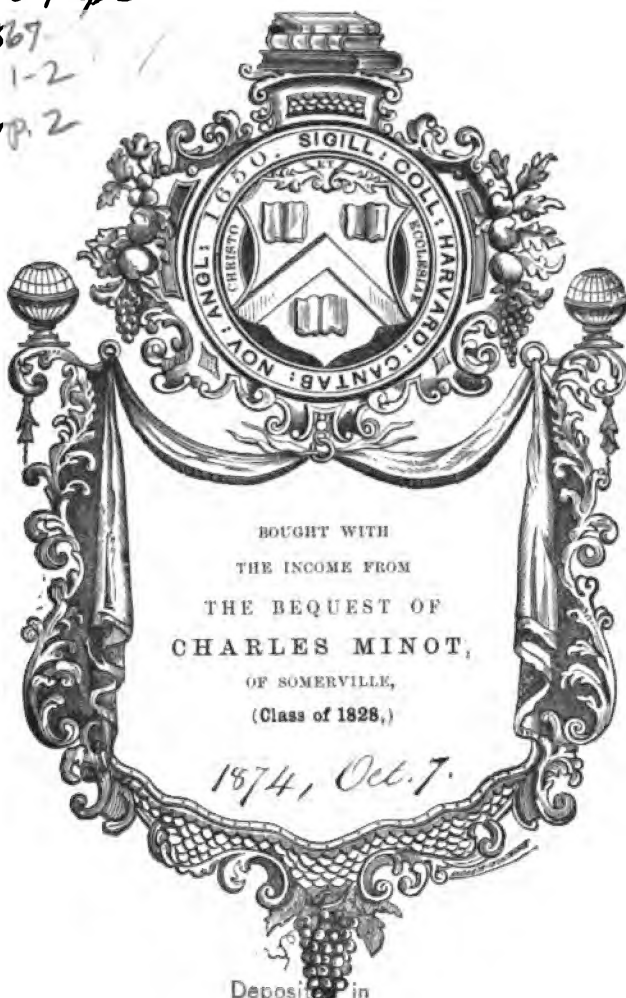 67.
1-2
p. 2
SIGILL: COLL: HARVARD: CANTAB: NOV: ANGL: 1650.
CHRISTO
ET
ECCLESIAE
BOUGHT WITH
THE INCOME FROM
THE BEQUEST OF
CHARLES MINOT,
OF SOMERVILLE,
(Class of 1828,)
1874, Oct. 7.
Deposited in